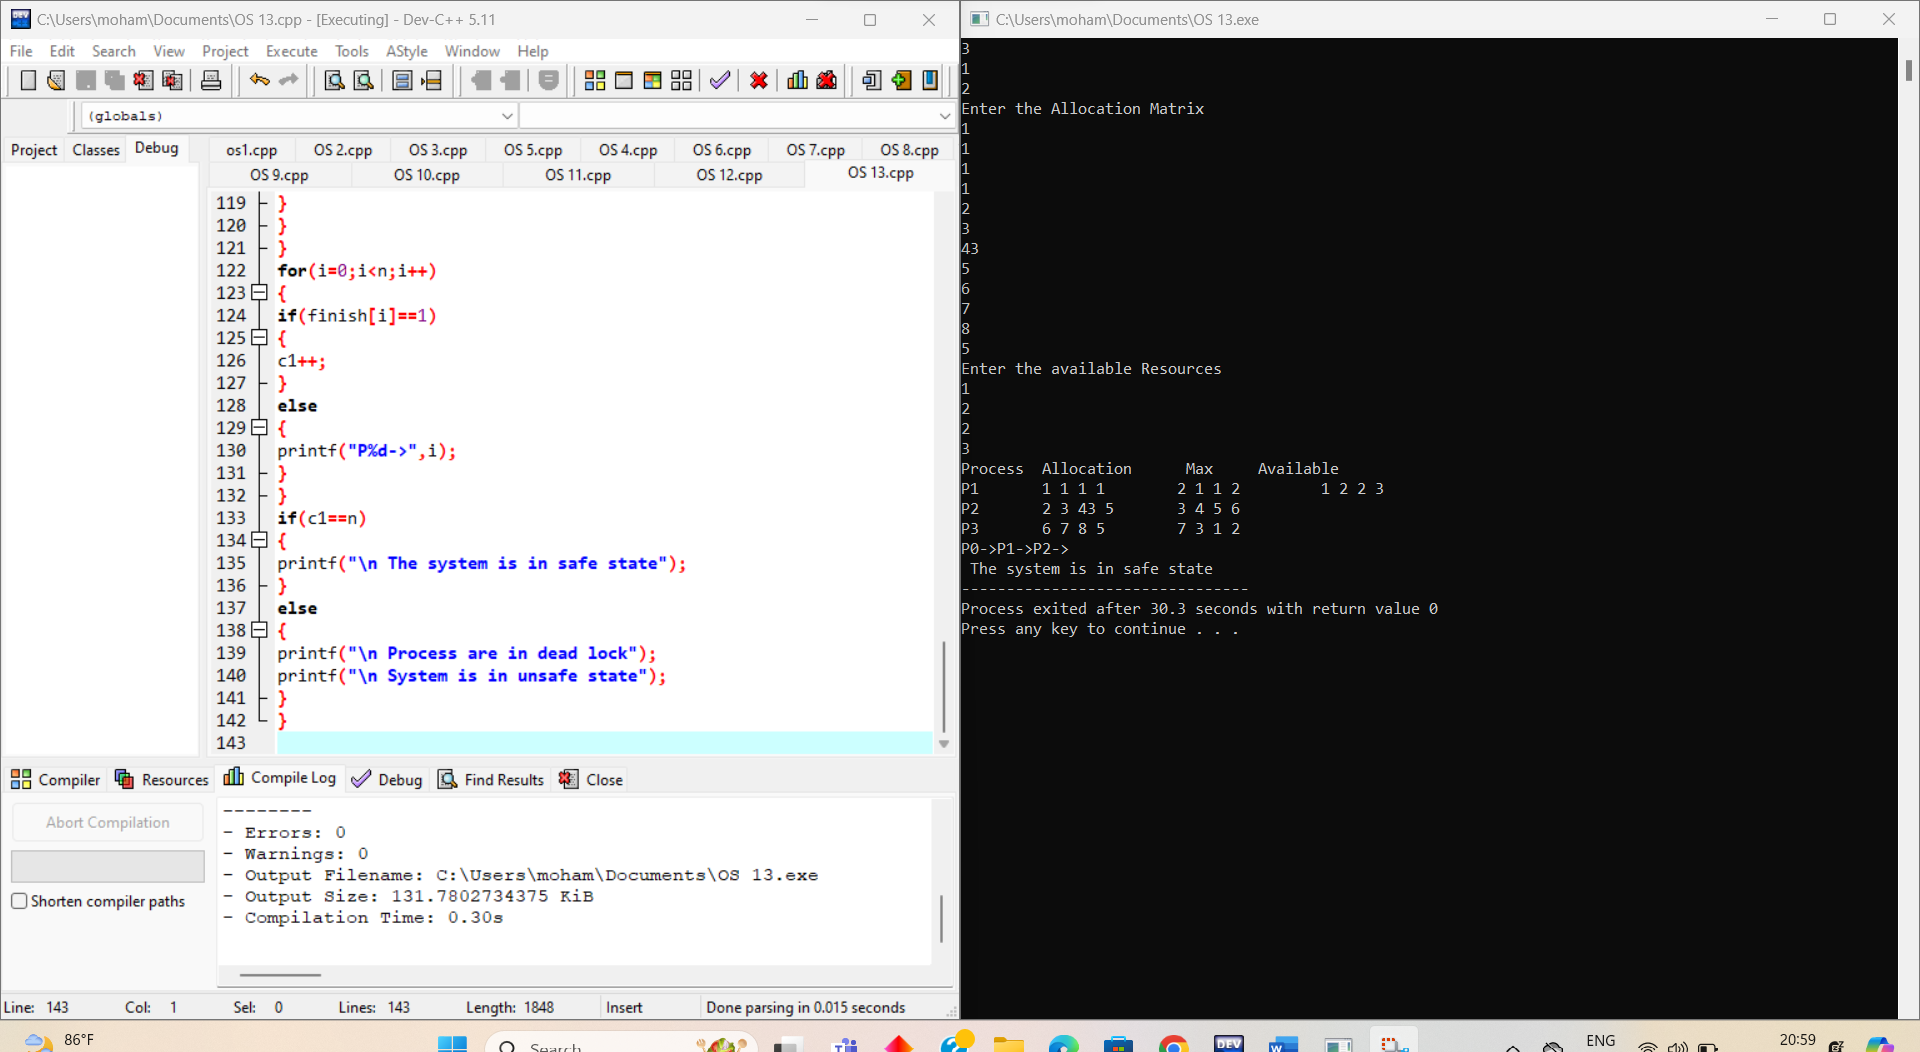 C:\Users\moham\Documents\OS 13.cpp - [Executing] - Dev-C++ 5.11
File Edit Search View Project Execute Tools AStyle Window Help
(globals)
Project Classes Debug
os1.cpp OS 2.cpp OS 3.cpp OS 5.cpp OS 4.cpp OS 6.cpp OS 7.cpp OS 8.cpp
OS 9.cpp OS 10.cpp OS 11.cpp OS 12.cpp OS 13.cpp
119 }
120 }
121 }
122 for(i=0;i<n;i++)
123 {
124 if(finish[i]==1)
125 {
126 c1++;
127 }
128 else
129 {
130 printf("P%d->",i);
131 }
132 }
133 if(c1==n)
134 {
135 printf("\n The system is in safe state");
136 }
137 else
138 {
139 printf("\n Process are in dead lock");
140 printf("\n System is in unsafe state");
141 }
142 }
143
Compiler Resources Compile Log Debug Find Results Close
Abort Compilation
Shorten compiler paths
--------
- Errors: 0
- Warnings: 0
- Output Filename: C:\Users\moham\Documents\OS 13.exe
- Output Size: 131.7802734375 KiB
- Compilation Time: 0.30s
Line: 143 Col: 1 Sel: 0 Lines: 143 Length: 1848 Insert Done parsing in 0.015 seconds
C:\Users\moham\Documents\OS 13.exe
3
1
2
Enter the Allocation Matrix
1
1
1
1
2
3
43
5
6
7
8
5
Enter the available Resources
1
2
2
3
Process Allocation Max Available
P1 1 1 1 1 2 1 1 2 1 2 2 3
P2 2 3 43 5 3 4 5 6
P3 6 7 8 5 7 3 1 2
P0->P1->P2->
The system is in safe state
--------------------------------
Process exited after 30.3 seconds with return value 0
Press any key to continue . . .
86°F
Search
DEV
ENG
20:59